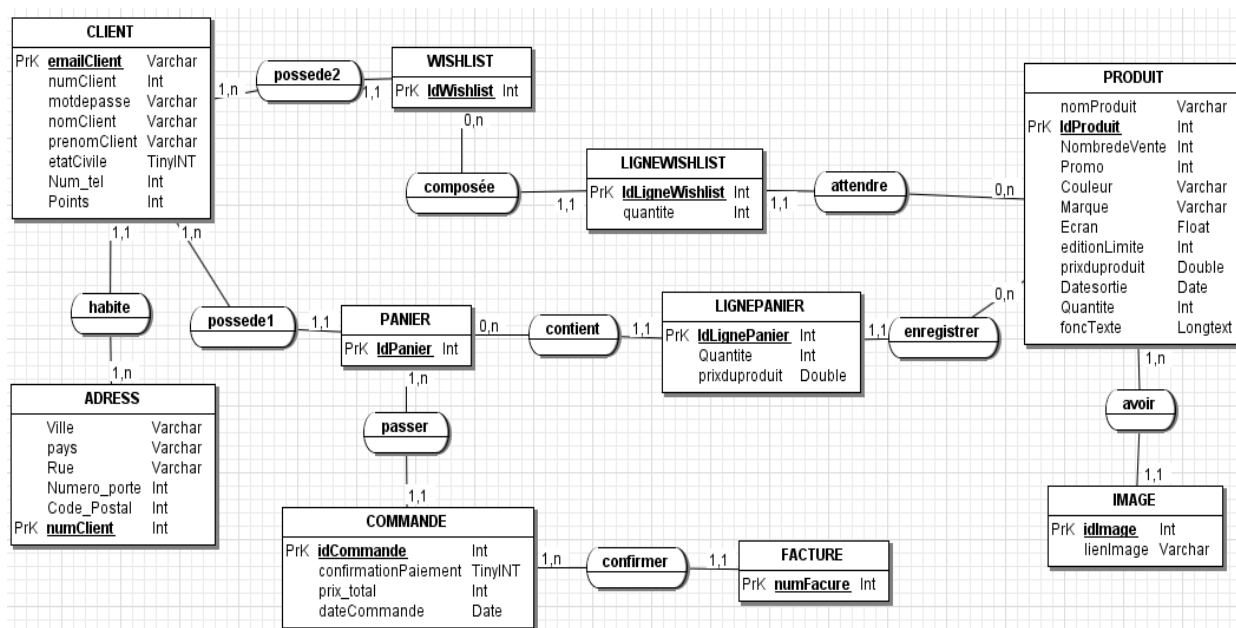 CLIENT
PrK emailClient Varchar
numClient Int
motdepasse Varchar
nomClient Varchar
prenomClient Varchar
etatCivile TinyINT
Num_tel Int
Points Int
1,n
possede2
1,1
WISHLIST
PrK IdWishlist Int
0,n
composée
1,1
LIGNEWISHLIST
PrK IdLigneWishlist Int
quantite Int
1,1
attendre
0,n
PRODUIT
nomProduit Varchar
PrK IdProduit Int
NombredeVente Int
Promo Int
Couleur Varchar
Marque Varchar
Ecran Float
editionLimite Int
prixduproduit Double
Datesortie Date
Quantite Int
foncTexte Longtext
1,1
habite
1,n
ADRESS
Ville Varchar
pays Varchar
Rue Varchar
Numero_porte Int
Code_Postal Int
PrK numClient Int
1,n
possede1
1,1
PANIER
PrK IdPanier Int
0,n
contient
1,1
LIGNEPANIER
PrK IdLignePanier Int
Quantite Int
prixduproduit Double
1,1
enregistrer
0,n
1,n
passer
1,1
COMMANDE
PrK idCommande Int
confirmationPaiement TinyINT
prix_total Int
dateCommande Date
1,n
confirmer
1,1
FACTURE
PrK numFacure Int
1,n
avoir
1,1
IMAGE
PrK idImage Int
lienImage Varchar